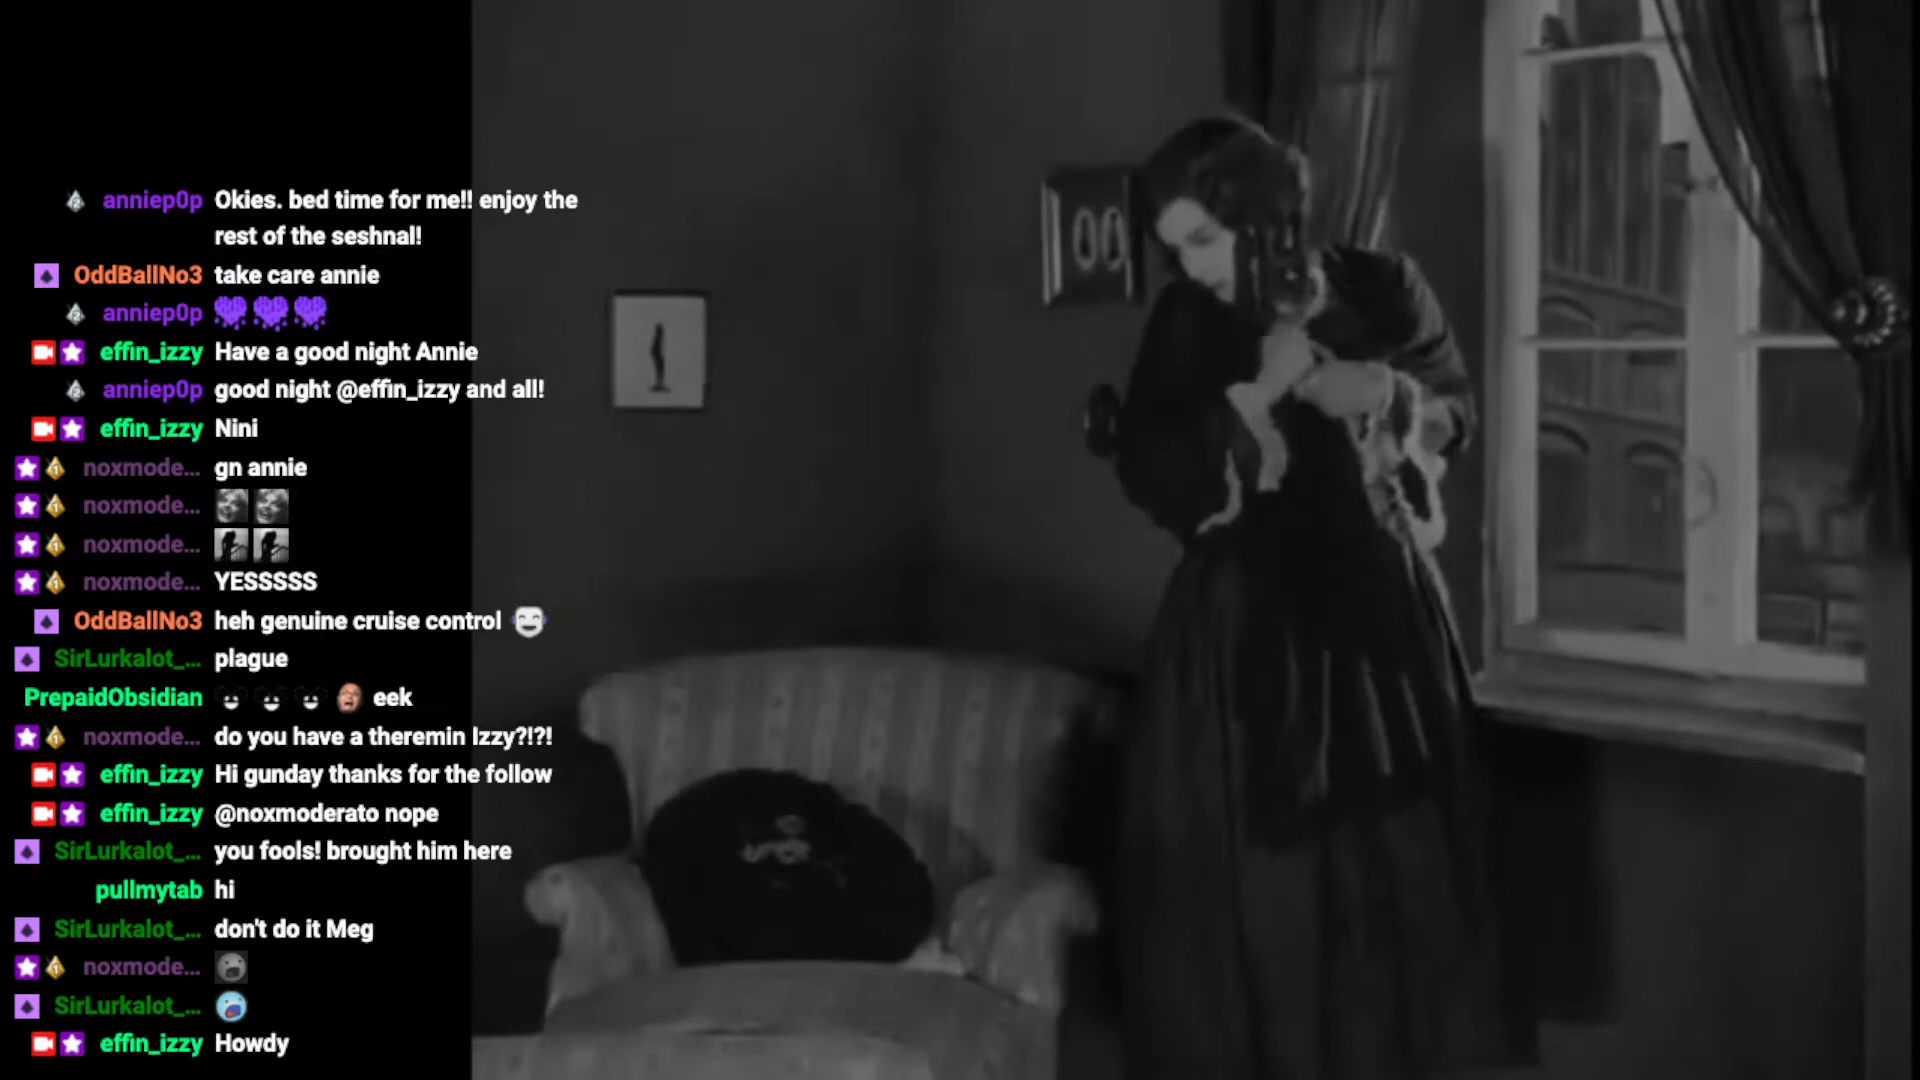 anniep0p Okies. bed time for me!! enjoy the
rest of the seshnal!
OddBallNo3 take care annie
anniep0p
effin_izzy Have a good night Annie
anniep0p good night @effin_izzy and all!
effin_izzy Nini
noxmode... gn annie
noxmode...
noxmode...
noxmode... YESSSSS
OddBallNo3 heh genuine cruise control
SirLurkalot_... plague
PrepaidObsidian eek
noxmode... do you have a theremin Izzy?!?!
effin_izzy Hi gunday thanks for the follow
effin_izzy @noxmoderato nope
SirLurkalot_... you fools! brought him here
pullmytab hi
SirLurkalot_... don't do it Meg
noxmode...
SirLurkalot_...
effin_izzy Howdy